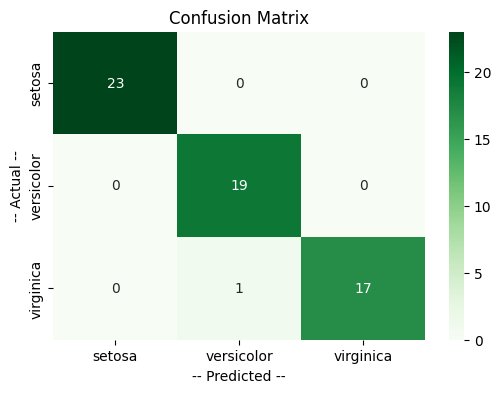 Confusion Matrix
-- Actual --
setosa
versicolor
virginica
23 0 0
0 19 0
0 1 17
setosa versicolor virginica
-- Predicted --
20
15
10
5
0